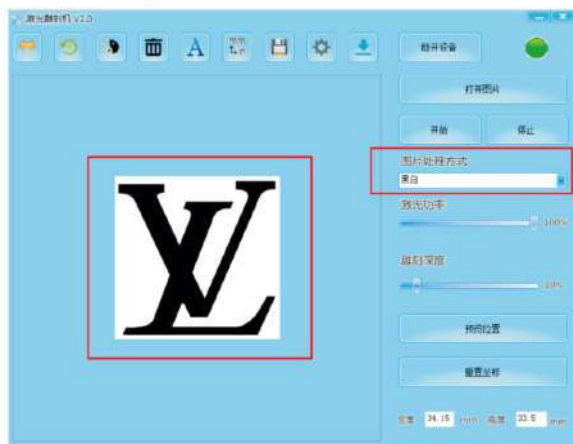 激光雕刻机 V2.0
A
断开设备
打开图片
开始 停止
图片处理方式
黑白
激光功率
100%
雕刻深度
10%
预览位置
重置坐标
宽度 34.15 mm 高度 33.5 mm